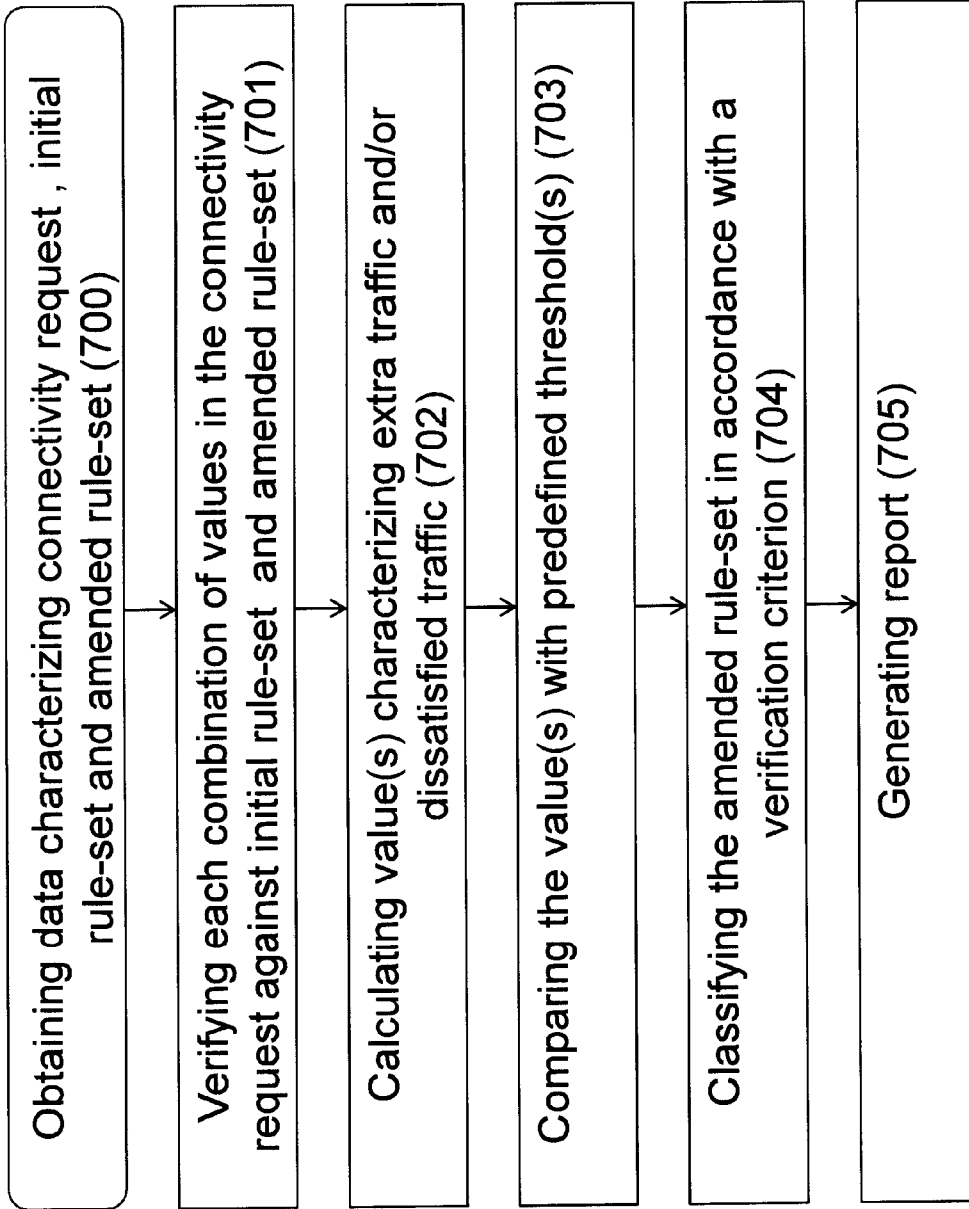 Obtaining data characterizing connectivity request , initial
rule-set and amended rule-set (700)
Verifying each combination of values in the connectivity
request against initial rule-set and amended rule-set (701)
Calculating value(s) characterizing extra traffic and/or
dissatisfied traffic (702)
Comparing the value(s) with predefined threshold(s) (703)
Classifying the amended rule-set in accordance with a
verification criterion (704)
Generating report (705)